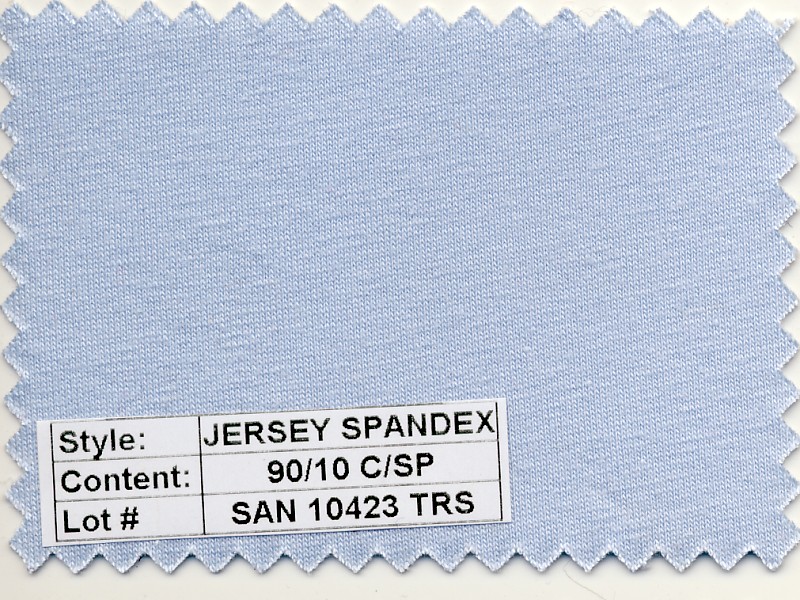 Style: JERSEY SPANDEX
Content: 90/10 C/SP
Lot # SAN 10423 TRS